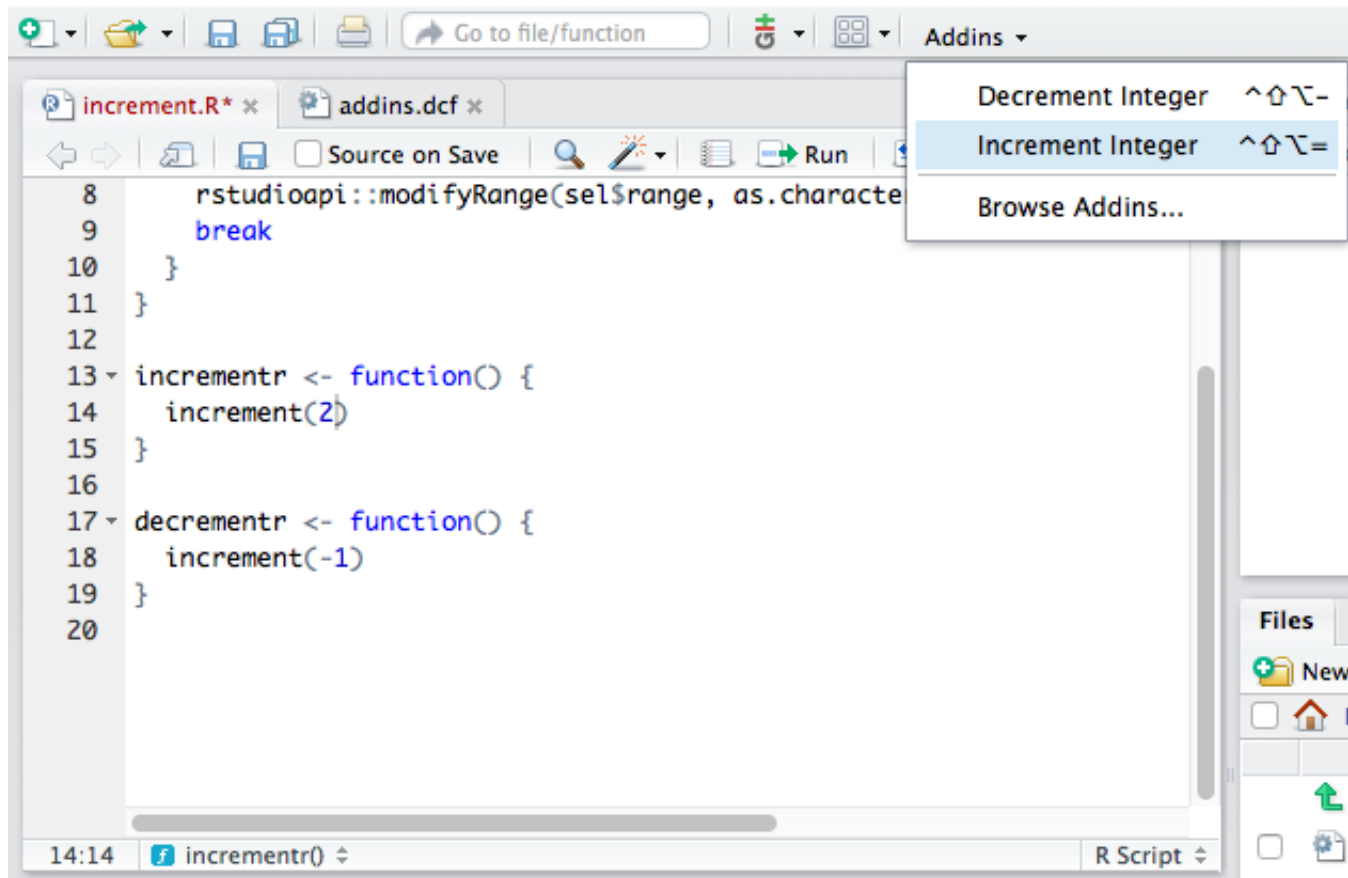 Go to file/function Addins
Decrement Integer ^⇧⌥-
Increment Integer ^⇧⌥=
Browse Addins...
increment.R* × addins.dcf ×
Source on Save Run
8 rstudioapi::modifyRange(sel$range, as.characte
9 break
10 }
11 }
12
13 incrementr <- function() {
14 increment(2)
15 }
16
17 decrementr <- function() {
18 increment(-1)
19 }
20
14:14 incrementr() R Script
Files
New